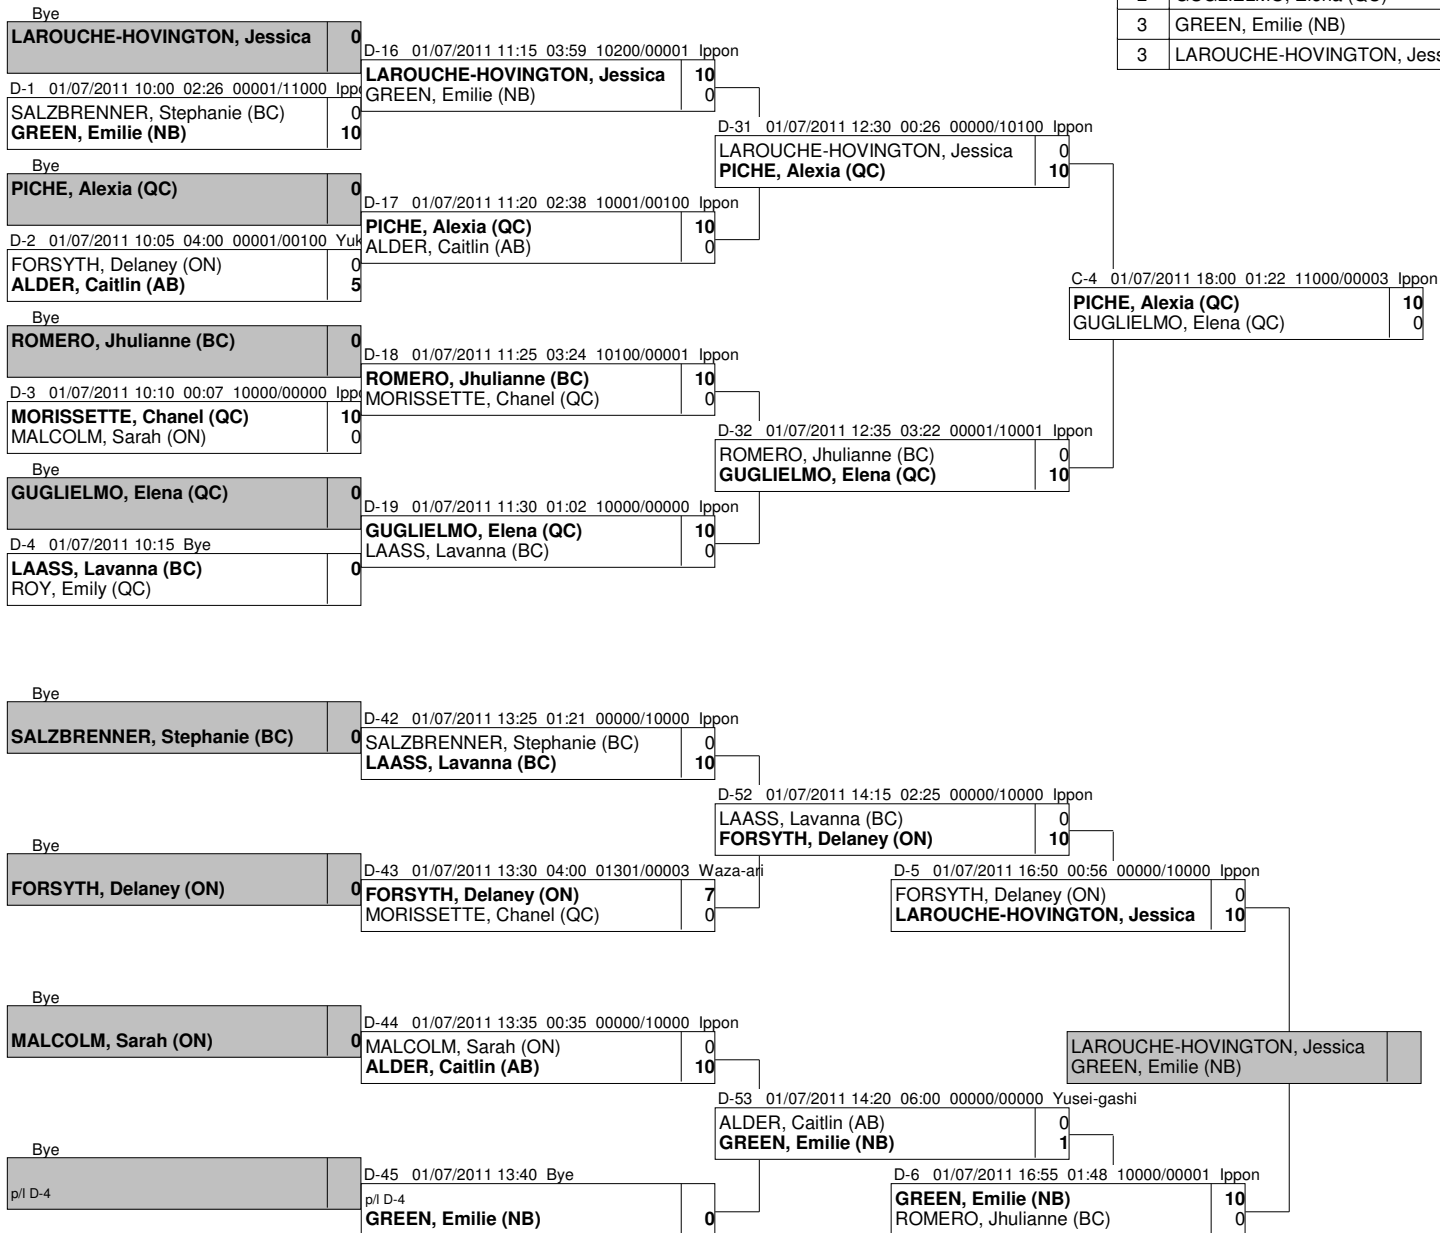 2 GUGLIELMO, Elena (QC)
3 GREEN, Emilie (NB)
3 LAROUCHE-HOVINGTON, Jess
Bye
LAROUCHE-HOVINGTON, Jessica 0
D-1 01/07/2011 10:00 02:26 00001/11000 Ippo
SALZBRENNER, Stephanie (BC) 0
GREEN, Emilie (NB) 10
Bye
PICHE, Alexia (QC) 0
D-2 01/07/2011 10:05 04:00 00001/00100 Yuk
FORSYTH, Delaney (ON) 0
ALDER, Caitlin (AB) 5
Bye
ROMERO, Jhulianne (BC) 0
D-3 01/07/2011 10:10 00:07 10000/00000 Ippo
MORISSETTE, Chanel (QC) 10
MALCOLM, Sarah (ON) 0
Bye
GUGLIELMO, Elena (QC) 0
D-4 01/07/2011 10:15 Bye
LAASS, Lavanna (BC) 0
ROY, Emily (QC)
D-16 01/07/2011 11:15 03:59 10200/00001 Ippon
LAROUCHE-HOVINGTON, Jessica 10
GREEN, Emilie (NB) 0
D-17 01/07/2011 11:20 02:38 10001/00100 Ippon
PICHE, Alexia (QC) 10
ALDER, Caitlin (AB) 0
D-18 01/07/2011 11:25 03:24 10100/00001 Ippon
ROMERO, Jhulianne (BC) 10
MORISSETTE, Chanel (QC) 0
D-19 01/07/2011 11:30 01:02 10000/00000 Ippon
GUGLIELMO, Elena (QC) 10
LAASS, Lavanna (BC) 0
D-31 01/07/2011 12:30 00:26 00000/10100 Ippon
LAROUCHE-HOVINGTON, Jessica 0
PICHE, Alexia (QC) 10
D-32 01/07/2011 12:35 03:22 00001/10001 Ippon
ROMERO, Jhulianne (BC) 0
GUGLIELMO, Elena (QC) 10
C-4 01/07/2011 18:00 01:22 11000/00003 Ippon
PICHE, Alexia (QC) 10
GUGLIELMO, Elena (QC) 0
Bye
SALZBRENNER, Stephanie (BC) 0
Bye
FORSYTH, Delaney (ON) 0
Bye
MALCOLM, Sarah (ON) 0
Bye
p/l D-4
D-42 01/07/2011 13:25 01:21 00000/10000 Ippon
SALZBRENNER, Stephanie (BC) 0
LAASS, Lavanna (BC) 10
D-43 01/07/2011 13:30 04:00 01301/00003 Waza-ari
FORSYTH, Delaney (ON) 7
MORISSETTE, Chanel (QC) 0
D-44 01/07/2011 13:35 00:35 00000/10000 Ippon
MALCOLM, Sarah (ON) 0
ALDER, Caitlin (AB) 10
D-45 01/07/2011 13:40 Bye
p/l D-4
GREEN, Emilie (NB) 0
D-52 01/07/2011 14:15 02:25 00000/10000 Ippon
LAASS, Lavanna (BC) 0
FORSYTH, Delaney (ON) 10
D-53 01/07/2011 14:20 06:00 00000/00000 Yusei-gashi
ALDER, Caitlin (AB) 0
GREEN, Emilie (NB) 1
D-5 01/07/2011 16:50 00:56 00000/10000 Ippon
FORSYTH, Delaney (ON) 0
LAROUCHE-HOVINGTON, Jessica 10
D-6 01/07/2011 16:55 01:48 10000/00001 Ippon
GREEN, Emilie (NB) 10
ROMERO, Jhulianne (BC) 0
LAROUCHE-HOVINGTON, Jessica
GREEN, Emilie (NB)